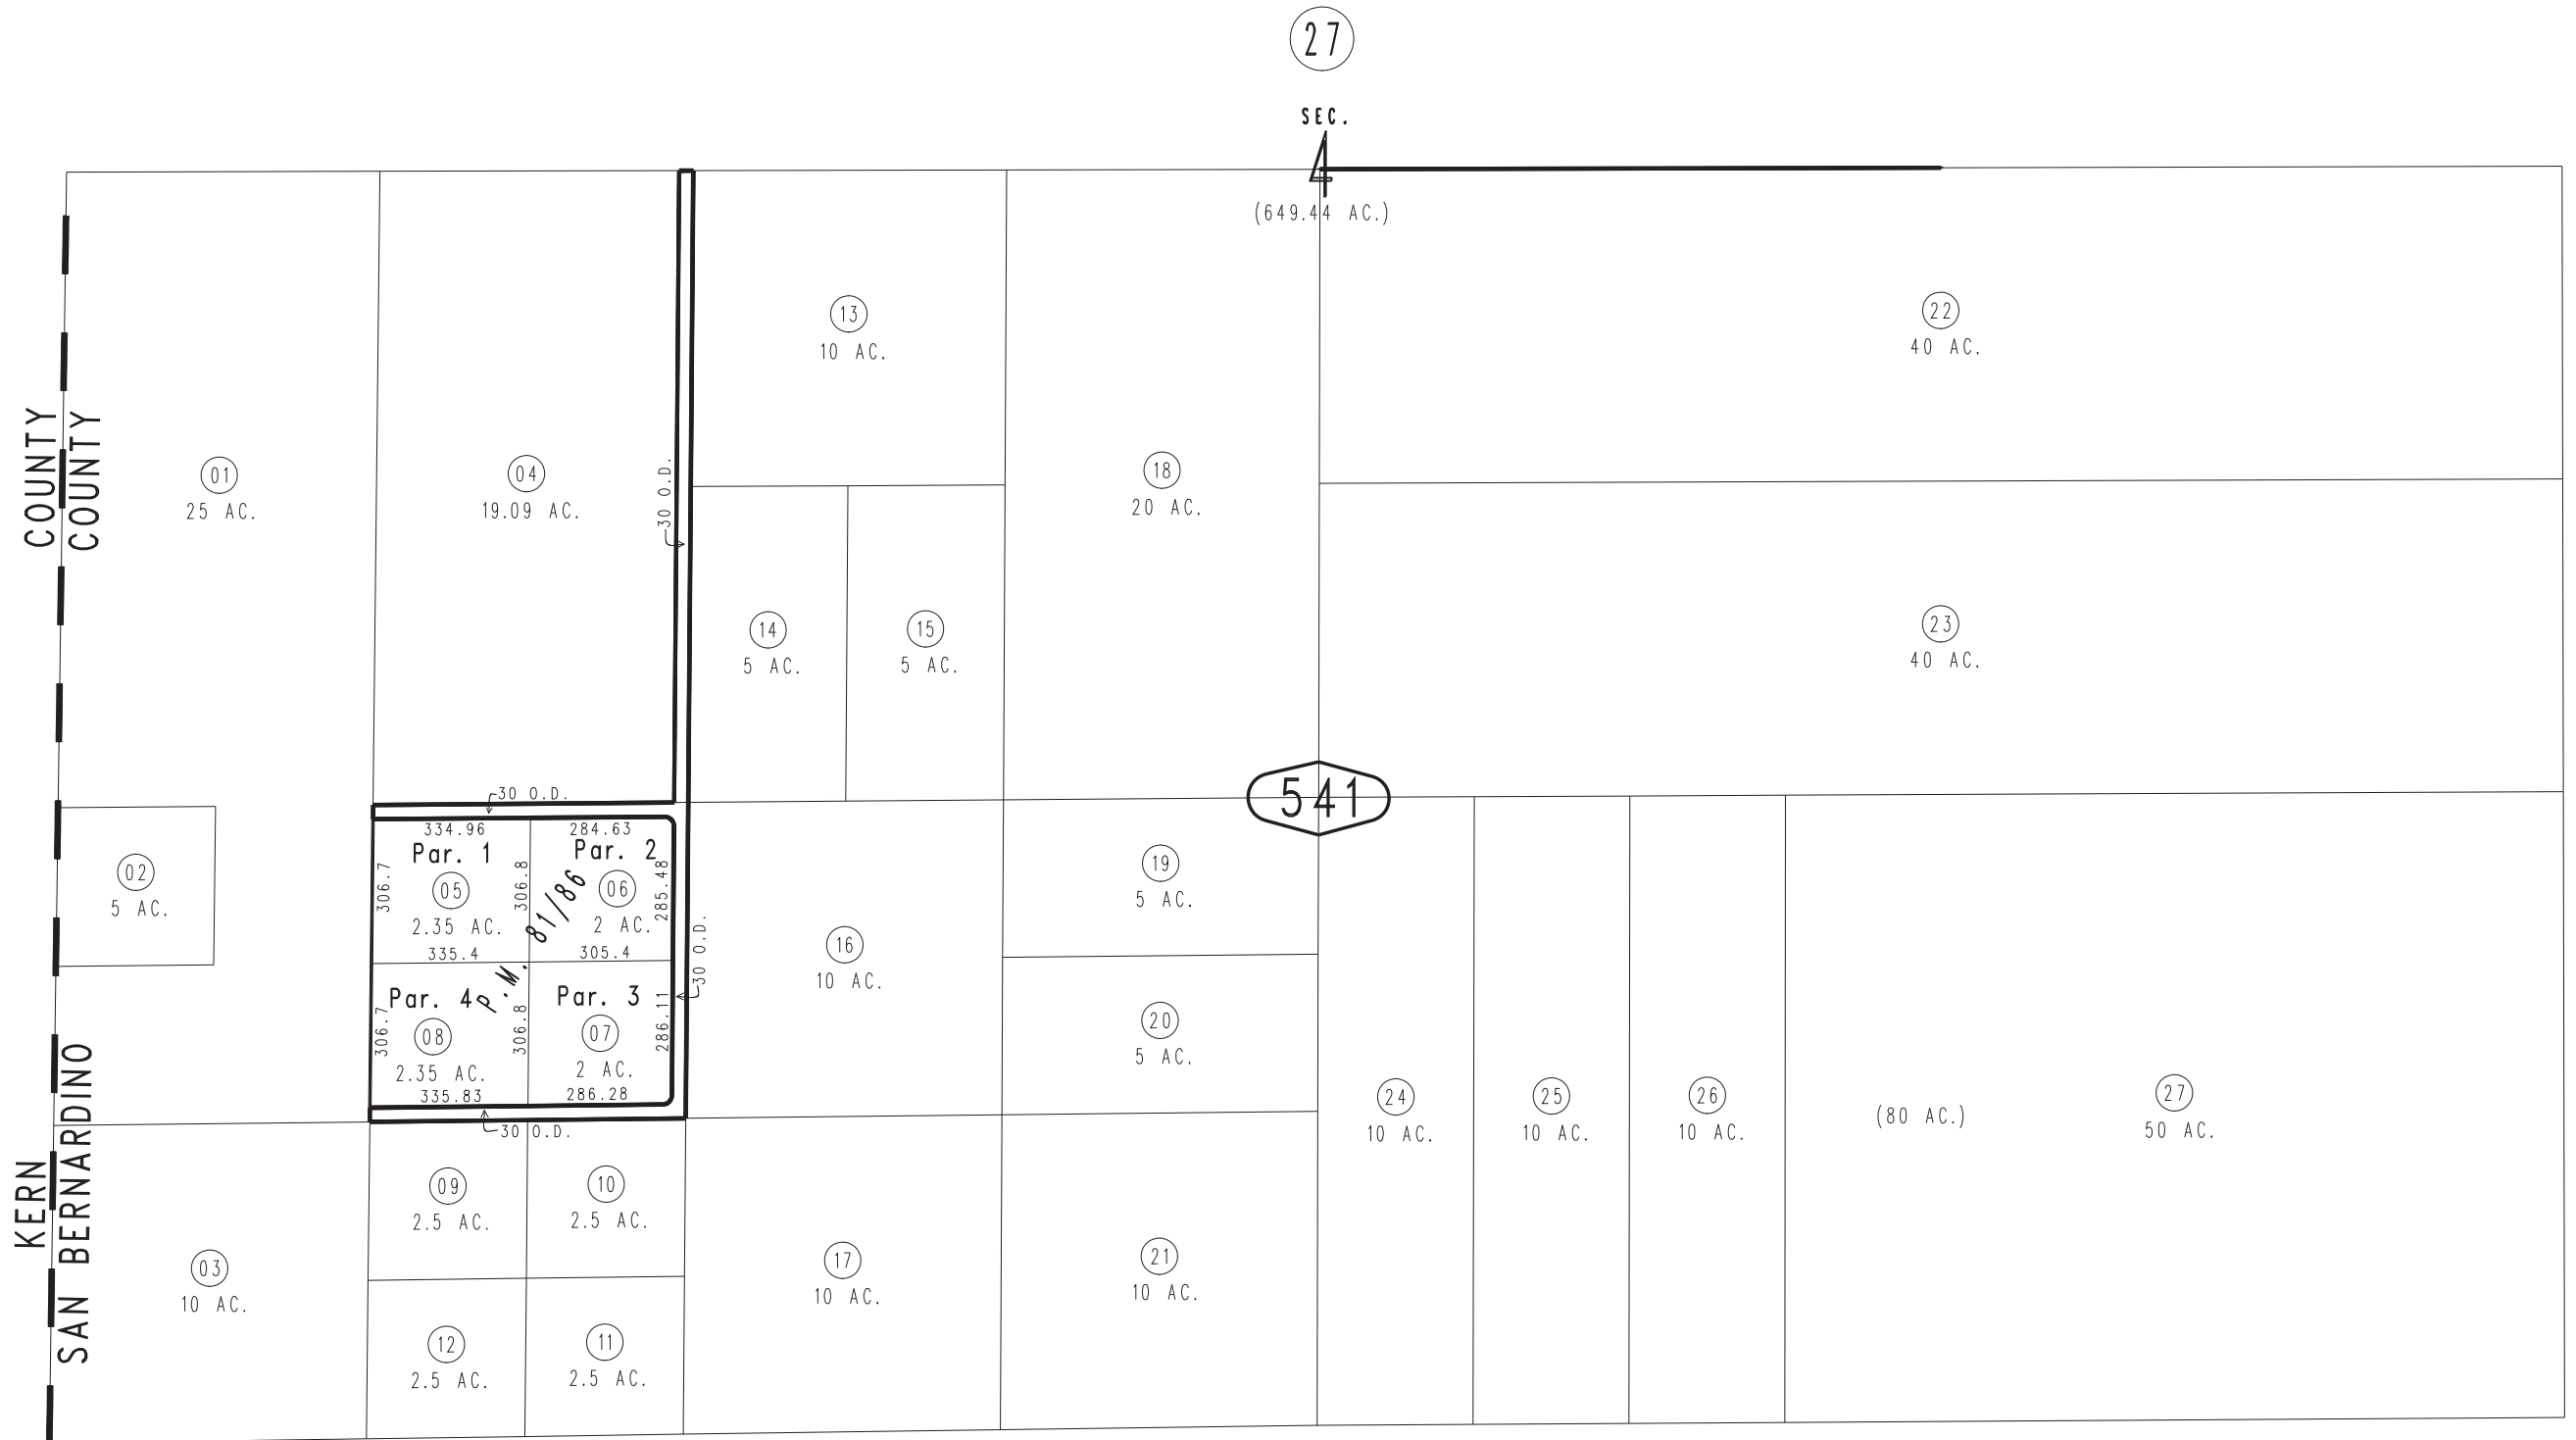 27
SEC.
4
(649.44 AC.)
COUNTY
COUNTY
KERN
SAN BERNARDINO
01
25 AC.
04
19.09 AC.
30 O.D.
13
10 AC.
14
5 AC.
15
5 AC.
18
20 AC.
22
40 AC.
23
40 AC.
541
02
5 AC.
30 O.D.
334.96
284.63
Par. 1
Par. 2
306.7
05
306.8
06
285.48
2.35 AC.
2 AC.
335.4
305.4
P.M. 81/86
Par. 4
Par. 3
306.7
08
306.8
07
286.11
2.35 AC.
2 AC.
335.83
286.28
30 O.D.
30 O.D.
16
10 AC.
19
5 AC.
20
5 AC.
24
10 AC.
25
10 AC.
26
10 AC.
(80 AC.)
27
50 AC.
03
10 AC.
09
2.5 AC.
10
2.5 AC.
12
2.5 AC.
11
2.5 AC.
17
10 AC.
21
10 AC.